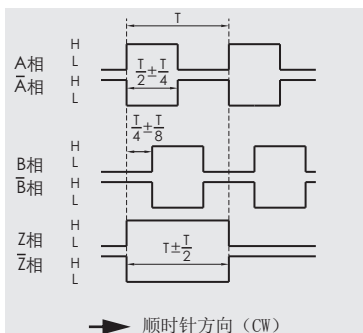 T
H
A相 L
A̅相 H
L
T/2 ± T/4
T/4 ± T/8
H
B相 L
B̅相 H
L
H
Z相 L
Z̅相 H
L
T ± T/2
顺时针方向（CW）